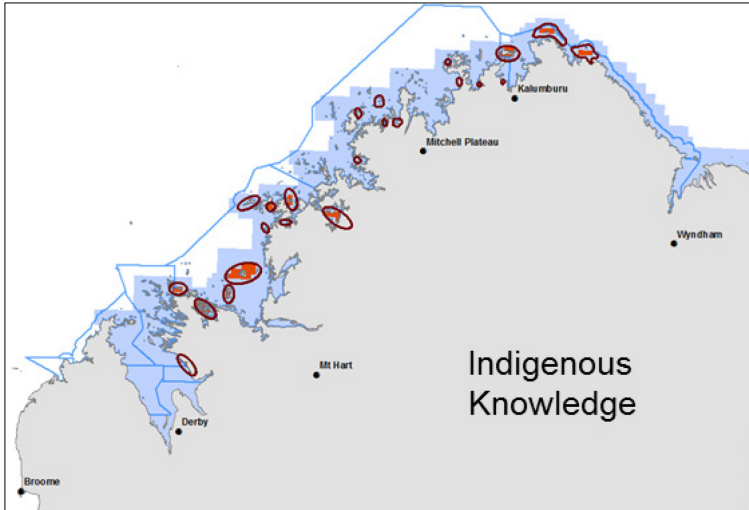 Kalumburu
Mitchell Plateau
Wyndham
Mt Hart
Indigenous
Knowledge
Derby
Broome